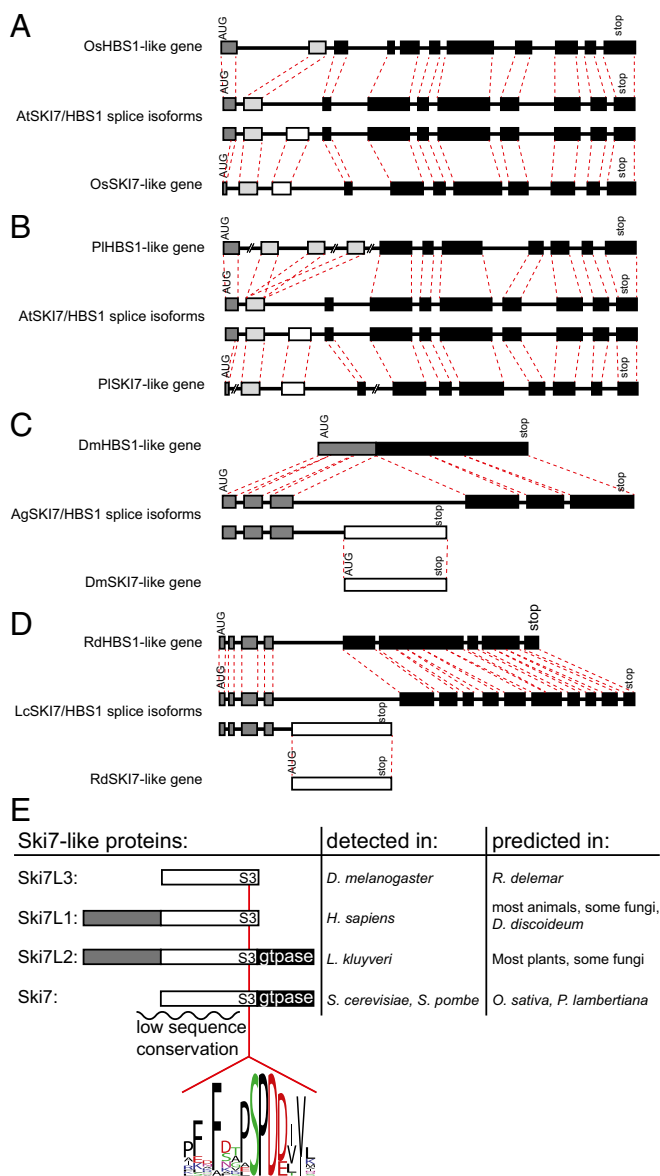 A
AUG
stop
OsHBS1-like gene
AUG
stop
AtSKI7/HBS1 splice isoforms
AUG
stop
OsSKI7-like gene
B
AUG
stop
PlHBS1-like gene
AUG
stop
AtSKI7/HBS1 splice isoforms
AUG
stop
PlSKI7-like gene
C
AUG
stop
DmHBS1-like gene
AUG
stop
AgSKI7/HBS1 splice isoforms
stop
AUG
stop
DmSKI7-like gene
D
AUG
stop
RdHBS1-like gene
AUG
stop
LcSKI7/HBS1 splice isoforms
stop
AUG
stop
RdSKI7-like gene
E
Ski7-like proteins: detected in: predicted in:
Ski7L3: S3 D. melanogaster R. delemar
Ski7L1: S3 H. sapiens most animals, some fungi,
D. discoideum
Ski7L2: S3 gtpase L. kluyveri Most plants, some fungi
Ski7: S3 gtpase S. cerevisiae, S. pombe O. sativa, P. lambertiana
low sequence
conservation
P F F PSPDD V